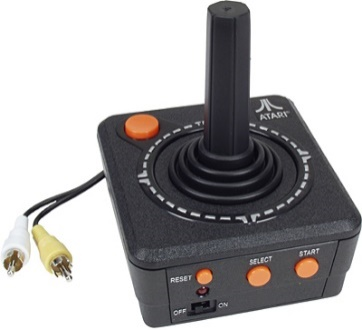 ATARI
RESET
SELECT
START
OFF
ON